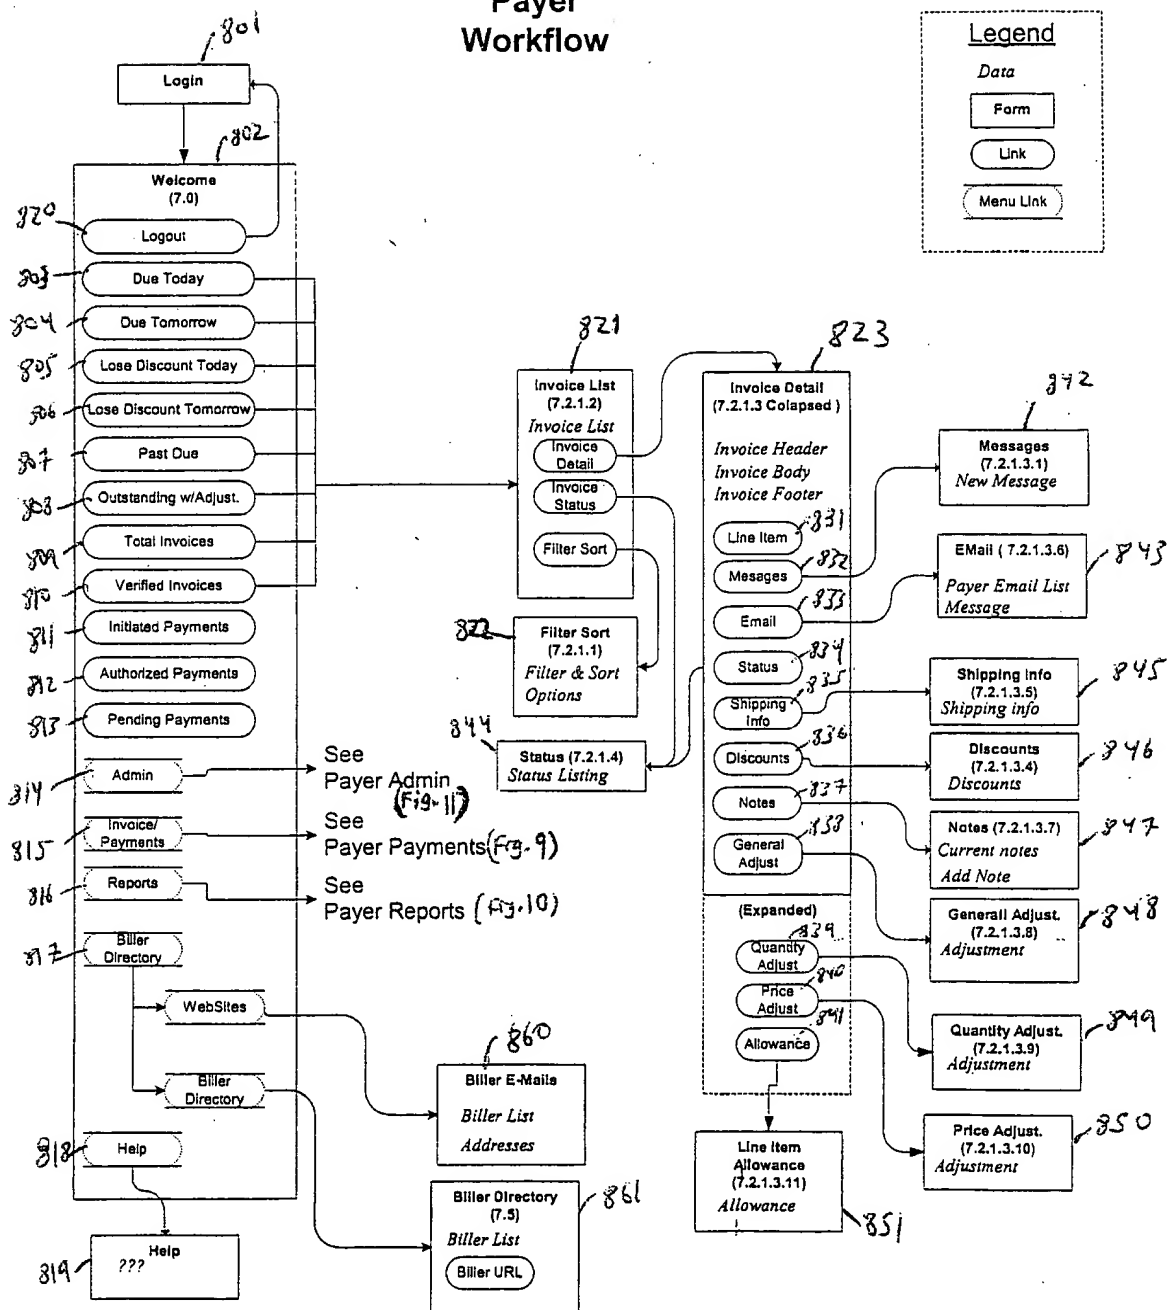 Payer
Workflow
Legend
Data
Form
Link
Menu Link
801
Login
802
Welcome
(7.0)
820
Logout
803
Due Today
804
Due Tomorrow
805
Lose Discount Today
806
Lose Discount Tomorrow
807
Past Due
808
Outstanding w/Adjust.
809
Total Invoices
810
Verified Invoices
811
Initiated Payments
812
Authorized Payments
813
Pending Payments
814
Admin
See
Payer Admin
(Fig-11)
815
Invoice/
Payments
See
Payer Payments(Fig.9)
816
Reports
See
Payer Reports (Fig.10)
817
Biller
Directory
WebSites
Biller
Directory
818
Help
819
Help
???
821
Invoice List
(7.2.1.2)
Invoice List
Invoice
Detail
Invoice
Status
Filter Sort
822
Filter Sort
(7.2.1.1)
Filter & Sort
Options
844
Status (7.2.1.4)
Status Listing
860
Biller E-Mails
Biller List
Addresses
861
Biller Directory
(7.5)
Biller List
Biller URL
823
Invoice Detail
(7.2.1.3 Colapsed )
Invoice Header
Invoice Body
Invoice Footer
831
Line Item
832
Mesages
833
Email
834
Status
835
Shipping
Info
836
Discounts
837
Notes
838
General
Adjust
(Expanded)
839
Quantity
Adjust
840
Price
Adjust
841
Allowance
Line Item
Allowance
(7.2.1.3.11)
Allowance
851
842
Messages
(7.2.1.3.1)
New Message
EMail ( 7.2.1.3.6)
Payer Email List
Message
843
Shipping Info
(7.2.1.3.5)
Shipping info
845
Discounts
(7.2.1.3.4)
Discounts
846
Notes (7.2.1.3.7)
Current notes
Add Note
847
Generall Adjust.
(7.2.1.3.8)
Adjustment
848
Quantity Adjust.
(7.2.1.3.9)
Adjustment
849
Price Adjust.
(7.2.1.3.10)
Adjustment
850